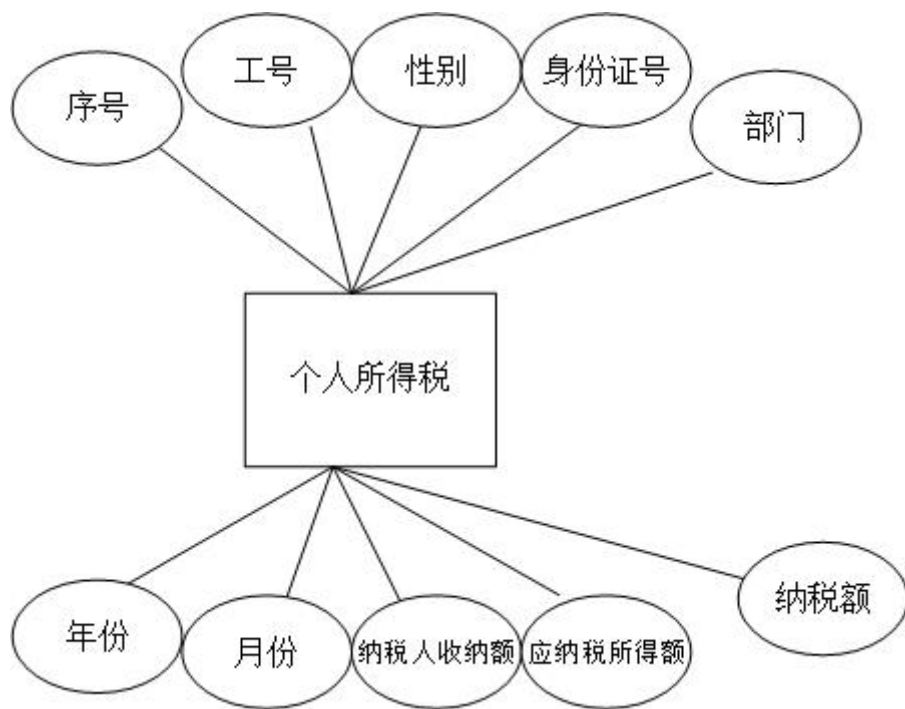 序号
工号
性别
身份证号
部门
个人所得税
年份
月份
纳税人收纳额
应纳税所得额
纳税额